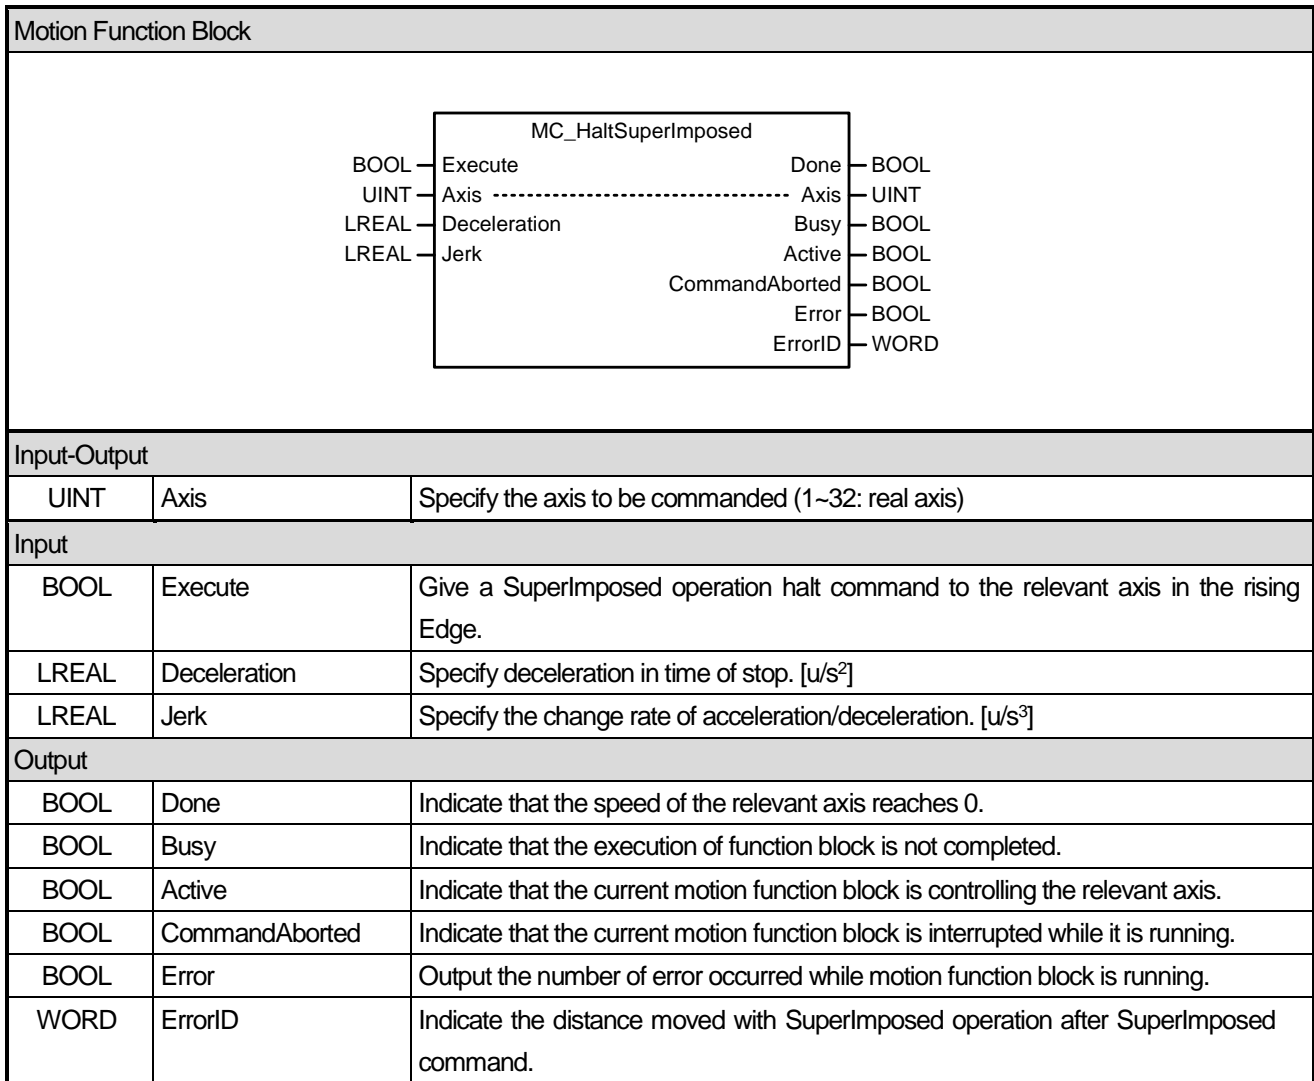 Motion Function Block
MC_HaltSuperImposed
BOOL Execute Done BOOL
UINT Axis Axis UINT
LREAL Deceleration Busy BOOL
LREAL Jerk Active BOOL
CommandAborted BOOL
Error BOOL
ErrorID WORD
Input-Output
UINT Axis Specify the axis to be commanded (1~32: real axis)
Input
BOOL Execute Give a SuperImposed operation halt command to the relevant axis in the rising
Edge.
LREAL Deceleration Specify deceleration in time of stop. [u/s²]
LREAL Jerk Specify the change rate of acceleration/deceleration. [u/s³]
Output
BOOL Done Indicate that the speed of the relevant axis reaches 0.
BOOL Busy Indicate that the execution of function block is not completed.
BOOL Active Indicate that the current motion function block is controlling the relevant axis.
BOOL CommandAborted Indicate that the current motion function block is interrupted while it is running.
BOOL Error Output the number of error occurred while motion function block is running.
WORD ErrorID Indicate the distance moved with SuperImposed operation after SuperImposed
command.